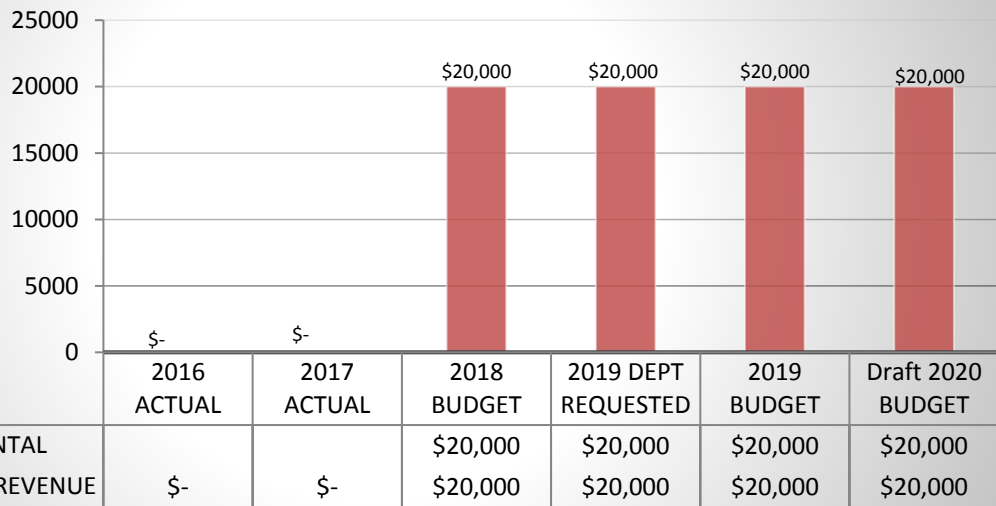 25000
20000
15000
10000
5000
0
$- $- $20,000 $20,000 $20,000 $20,000
2016 2017 2018 2019 DEPT 2019 Draft 2020
ACTUAL ACTUAL BUDGET REQUESTED BUDGET BUDGET
NTAL $20,000 $20,000 $20,000 $20,000
REVENUE $- $- $20,000 $20,000 $20,000 $20,000